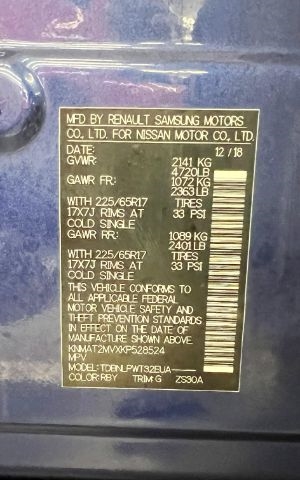 MFD BY RENAULT SAMSUNG MOTORS
CO., LTD. FOR NISSAN MOTOR CO., LTD.
DATE: 12/18
GVWR: 2141 KG
4720LB
GAWR FR: 1072 KG
2363LB
WITH 225/65R17 TIRES
17X7J RIMS AT 33 PSI
COLD SINGLE
GAWR RR: 1089 KG
2401LB
WITH 225/65R17 TIRES
17X7J RIMS AT 33 PSI
COLD SINGLE
THIS VEHICLE CONFORMS TO
ALL APPLICABLE FEDERAL
MOTOR VEHICLE SAFETY AND
THEFT PREVENTION STANDARDS
IN EFFECT ON THE DATE OF
MANUFACTURE SHOWN ABOVE.
KNMAT2MVXKP528524
MPV
MODEL: TDBNLPWT32EUA-----
COLOR: RBY TRIM: G ZS30A